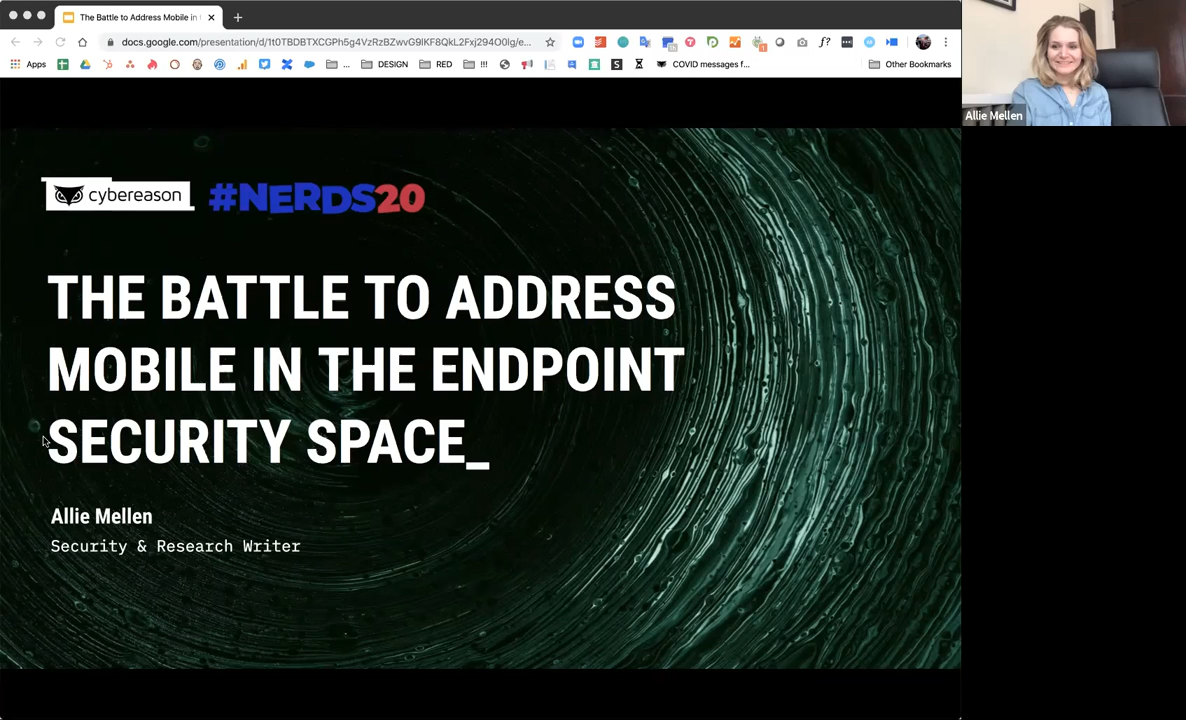 The Battle to Address Mobile in
docs.google.com/presentation/d/1t0TBDBTXCGPh5g4VzRzBZwvG9IKF8QkL2Fxj294O0lg/e...
Apps
...
DESIGN
RED
!!!
COVID messages f...
Other Bookmarks
Allie Mellen
cybereason
#NERDS20
THE BATTLE TO ADDRESS
MOBILE IN THE ENDPOINT
SECURITY SPACE_
Allie Mellen
Security & Research Writer